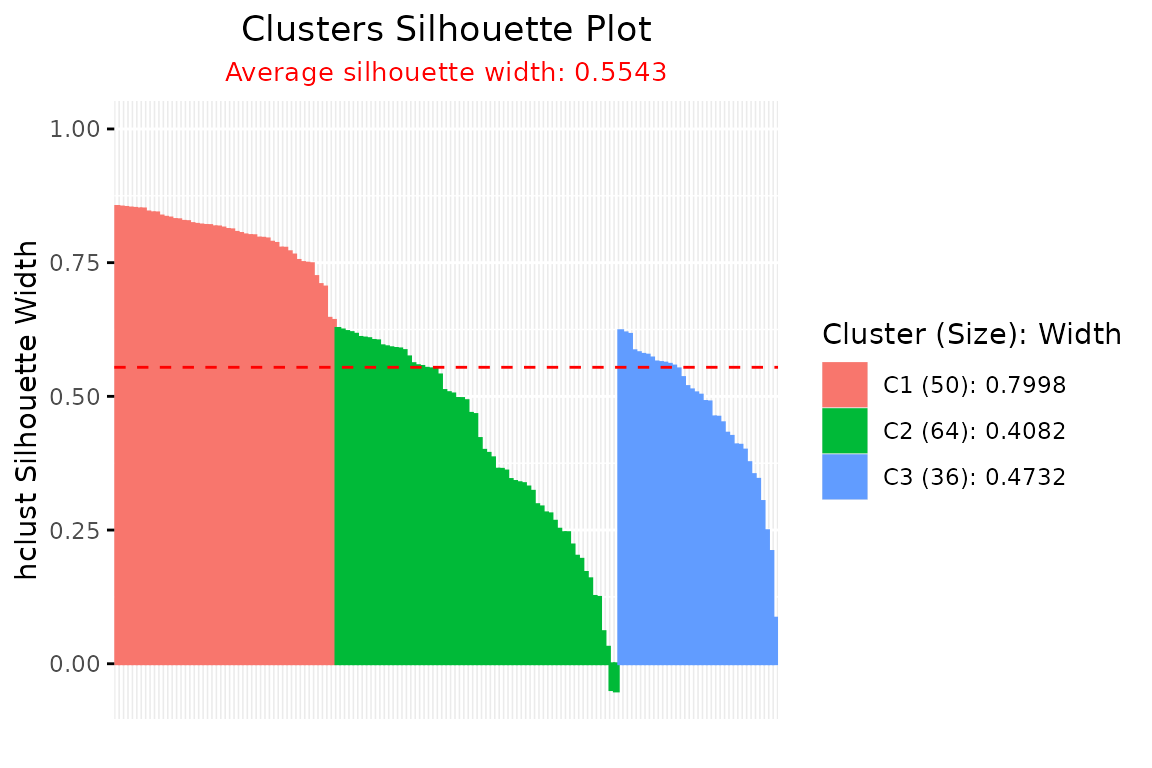 Clusters Silhouette Plot
Average silhouette width: 0.5543
1.00
0.75
0.50
0.25
0.00
hclust Silhouette Width
Cluster (Size): Width
C1 (50): 0.7998
C2 (64): 0.4082
C3 (36): 0.4732